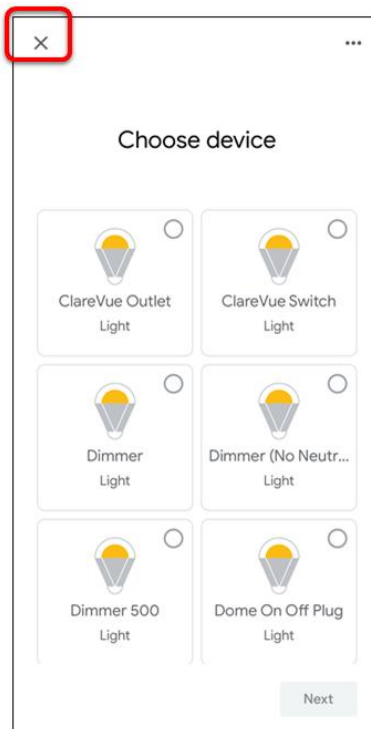 Choose device
ClareVue Outlet
Light
ClareVue Switch
Light
Dimmer
Light
Dimmer (No Neutr...
Light
Dimmer 500
Light
Dome On Off Plug
Light
Next